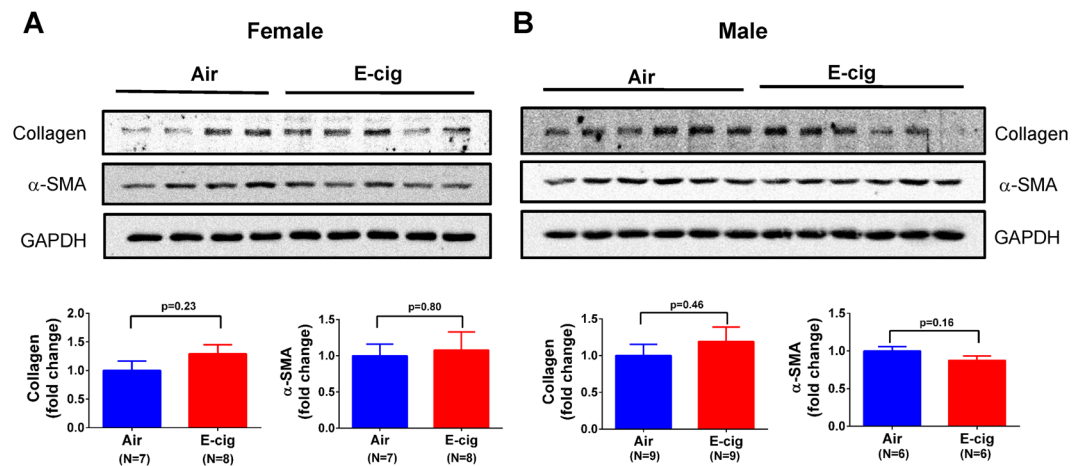 A
Female
Air
E-cig
Collagen
α-SMA
GAPDH
B
Male
Air
E-cig
Collagen
α-SMA
GAPDH
Collagen
(fold change)
2.0
1.5
1.0
0.5
0.0
p=0.23
Air
E-cig
(N=7)
(N=8)
α-SMA
(fold change)
1.5
1.0
0.5
0.0
p=0.80
Air
E-cig
(N=7)
(N=8)
Collagen
(fold change)
1.5
1.0
0.5
0.0
p=0.46
Air
E-cig
(N=9)
(N=9)
α-SMA
(fold change)
1.5
1.0
0.5
0.0
p=0.16
Air
E-cig
(N=6)
(N=6)